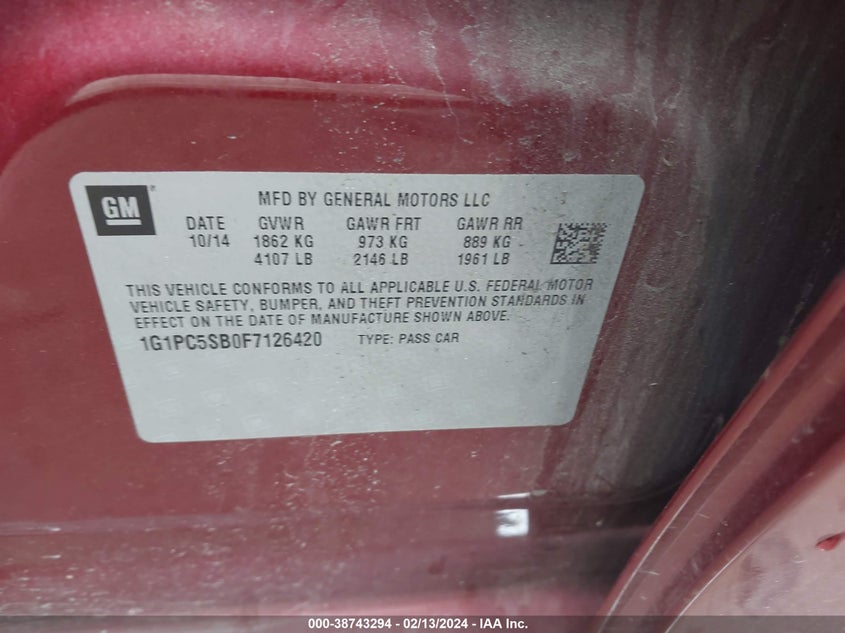 GM
MFD BY GENERAL MOTORS LLC
DATE GVWR GAWR FRT GAWR RR
10/14 1862 KG 973 KG 889 KG
4107 LB 2146 LB 1961 LB
THIS VEHICLE CONFORMS TO ALL APPLICABLE U.S. FEDERAL MOTOR
VEHICLE SAFETY, BUMPER, AND THEFT PREVENTION STANDARDS IN
EFFECT ON THE DATE OF MANUFACTURE SHOWN ABOVE.
1G1PC5SB0F7126420 TYPE: PASS CAR
000-38743294 - 02/13/2024 - IAA Inc.